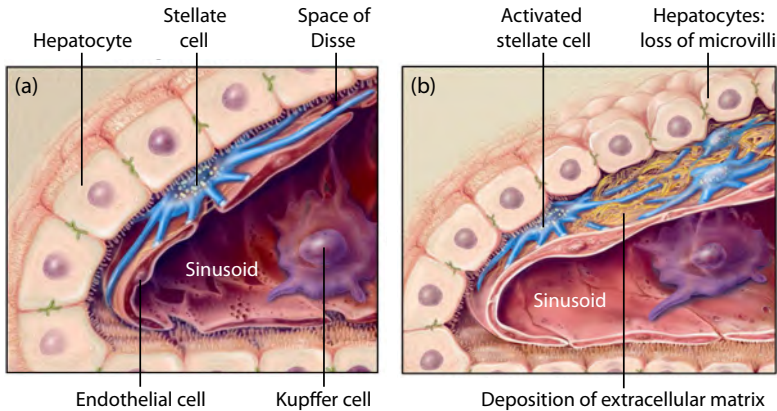 Hepatocyte
Stellate
cell
Space of
Disse
Activated
stellate cell
Hepatocytes:
loss of microvilli
(a)
Sinusoid
Endothelial cell
Kupffer cell
(b)
Sinusoid
Deposition of extracellular matrix